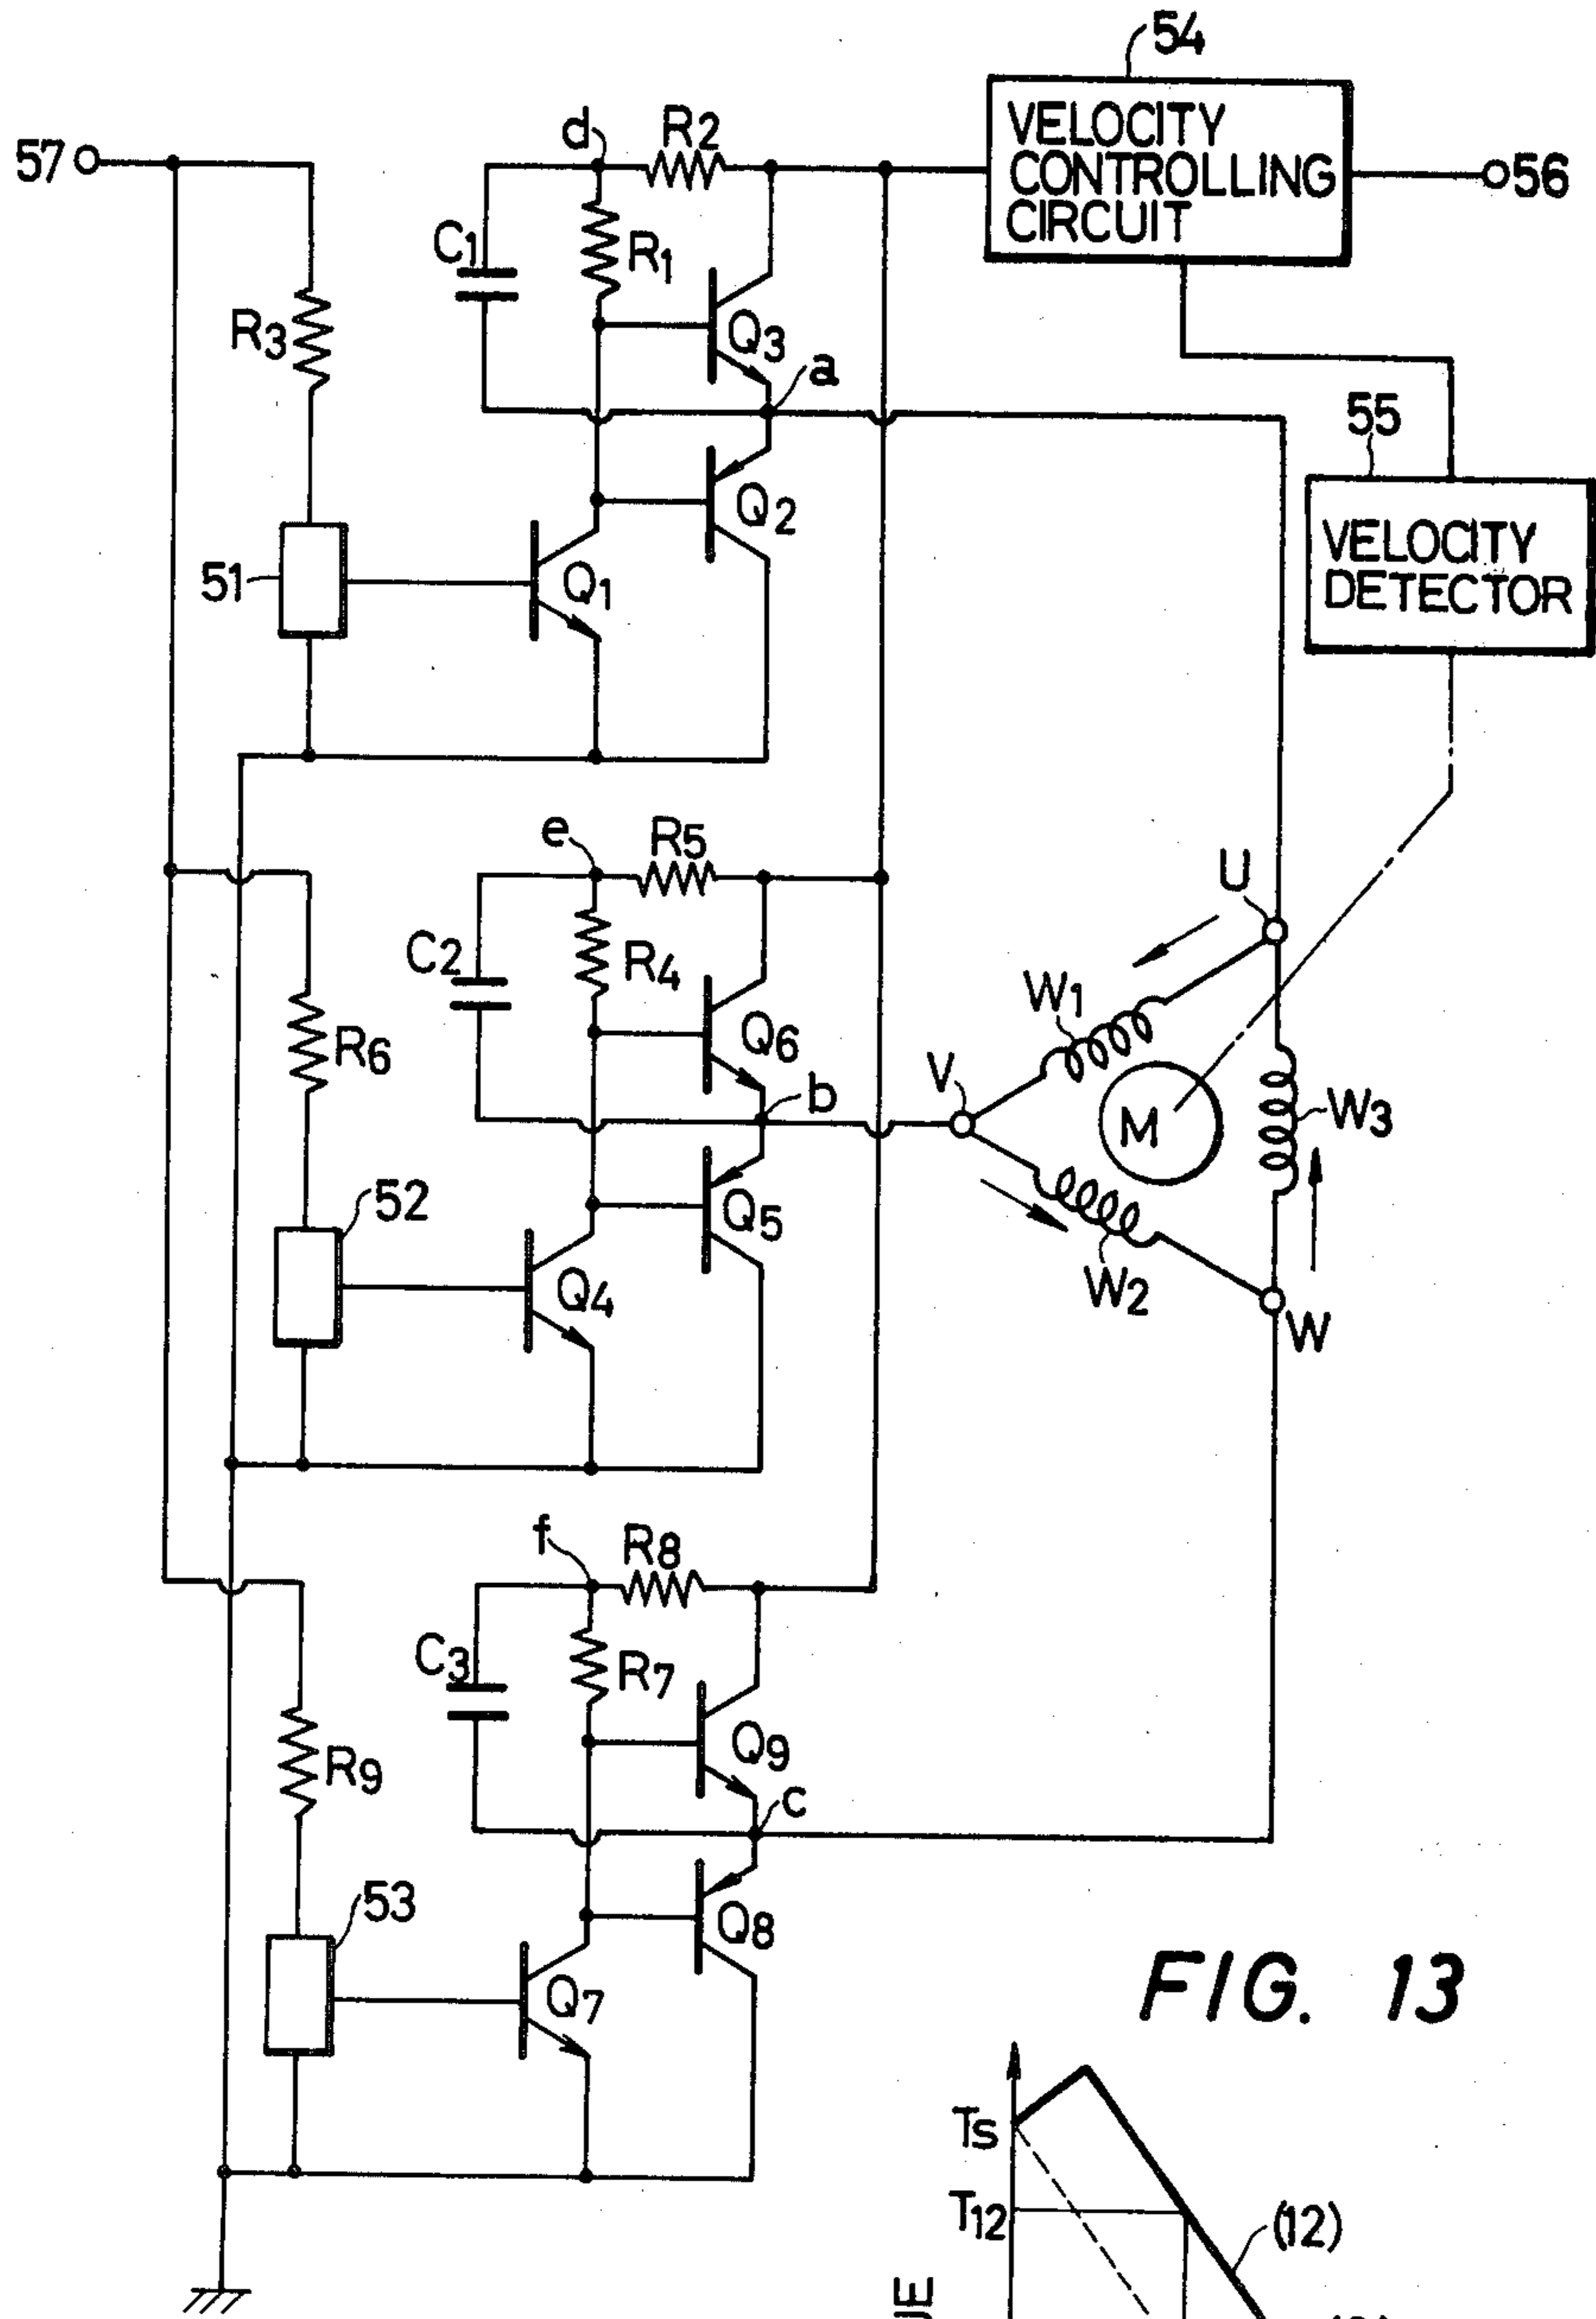 54
VELOCITY
CONTROLLING
CIRCUIT
57
d
R2
56
C1
R1
R3
Q3
a
55
Q2
VELOCITY
DETECTOR
51
Q1
e
R5
U
C2
R4
W1
R6
Q6
V
b
M
W3
52
Q5
Q4
W2
W
f
R8
C3
R7
Q9
R9
c
53
Q8
Q7
FIG. 13
Ts
T12
(12)